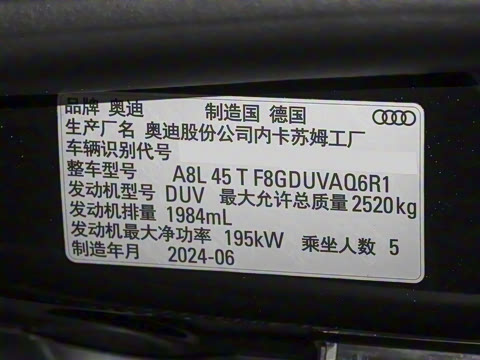 品牌 奥迪 制造国 德国
生产厂名 奥迪股份公司内卡苏姆工厂
车辆识别代号
整车型号 A8L 45 T F8GDUVAQ6R1
发动机型号 DUV 最大允许总质量 2520kg
发动机排量 1984mL
发动机最大净功率 195kW 乘坐人数 5
制造年月 2024-06